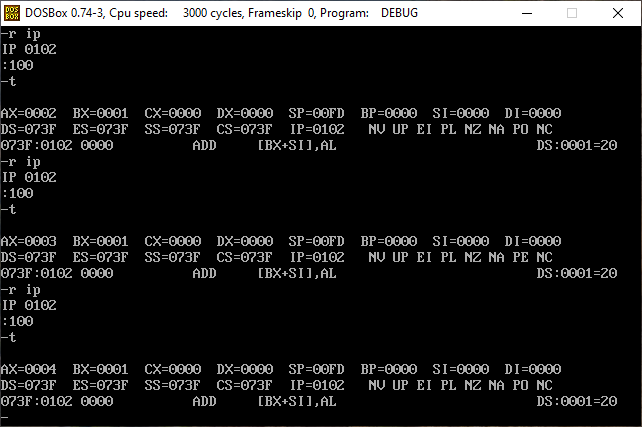 DOSBox 0.74-3, Cpu speed:    3000 cycles, Frameskip  0, Program:    DEBUG
-r ip
IP 0102
:100
-t

AX=0002  BX=0001  CX=0000  DX=0000  SP=00FD  BP=0000  SI=0000  DI=0000
DS=073F  ES=073F  SS=073F  CS=073F  IP=0102   NV UP EI PL NZ NA PO NC
073F:0102 0000          ADD     [BX+SI],AL                         DS:0001=20
-r ip
IP 0102
:100
-t

AX=0003  BX=0001  CX=0000  DX=0000  SP=00FD  BP=0000  SI=0000  DI=0000
DS=073F  ES=073F  SS=073F  CS=073F  IP=0102   NV UP EI PL NZ NA PE NC
073F:0102 0000          ADD     [BX+SI],AL                         DS:0001=20
-r ip
IP 0102
:100
-t

AX=0004  BX=0001  CX=0000  DX=0000  SP=00FD  BP=0000  SI=0000  DI=0000
DS=073F  ES=073F  SS=073F  CS=073F  IP=0102   NV UP EI PL NZ NA PO NC
073F:0102 0000          ADD     [BX+SI],AL                         DS:0001=20
-